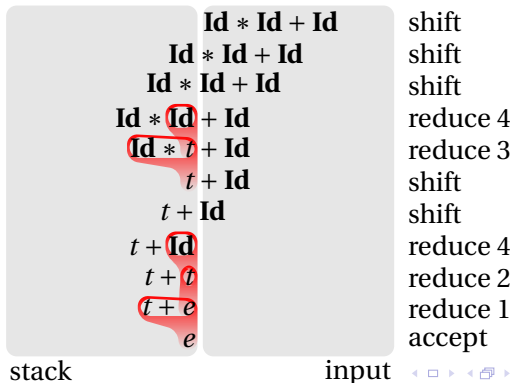 Id ∗ Id + Id shift
Id ∗ Id + Id shift
Id ∗ Id + Id shift
Id ∗ Id + Id reduce 4
Id ∗ t + Id reduce 3
t + Id shift
t + Id shift
t + Id reduce 4
t + t reduce 2
t + e reduce 1
e accept
stack input